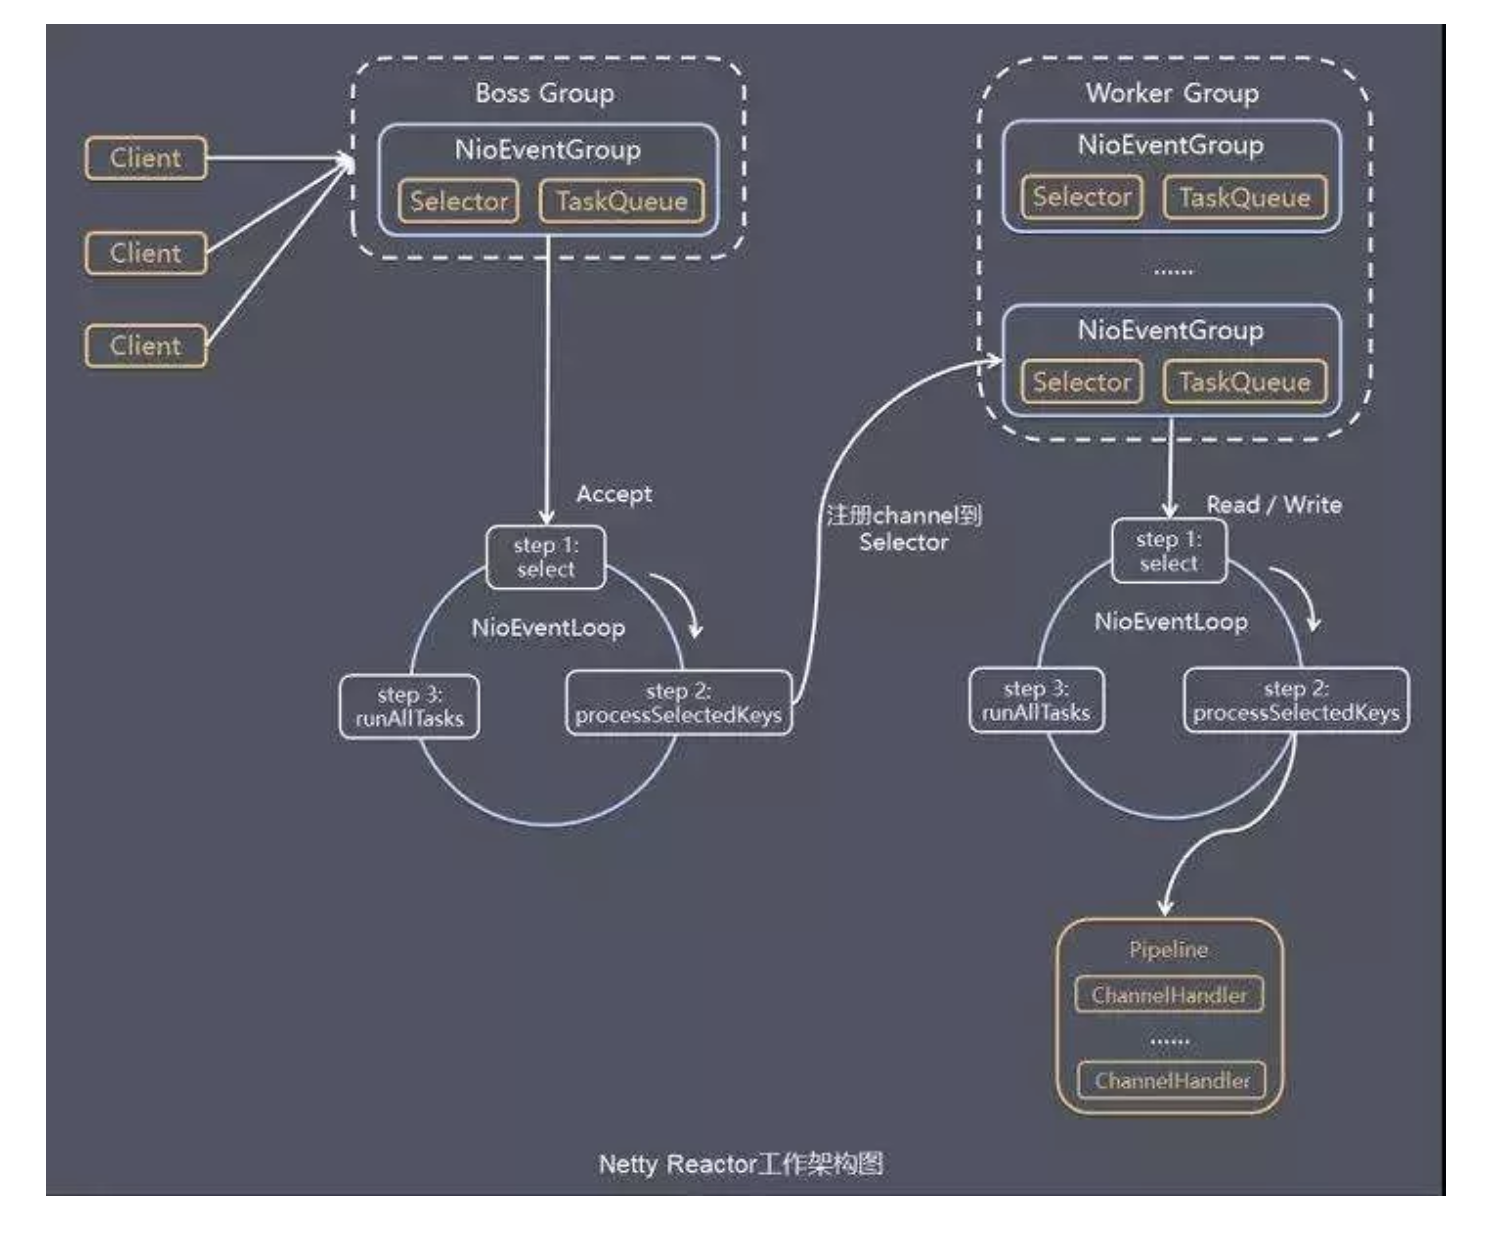 Boss Group
NioEventGroup
Selector
TaskQueue
Client
Client
Client
Worker Group
NioEventGroup
Selector
TaskQueue
......
NioEventGroup
Selector
TaskQueue
Accept
step 1:
select
NioEventLoop
step 2:
processSelectedKeys
step 3:
runAllTasks
注册channel到
Selector
Read / Write
step 1:
select
NioEventLoop
step 2:
processSelectedKeys
step 3:
runAllTasks
Pipeline
ChannelHandler
......
ChannelHandler
Netty Reactor工作架构图